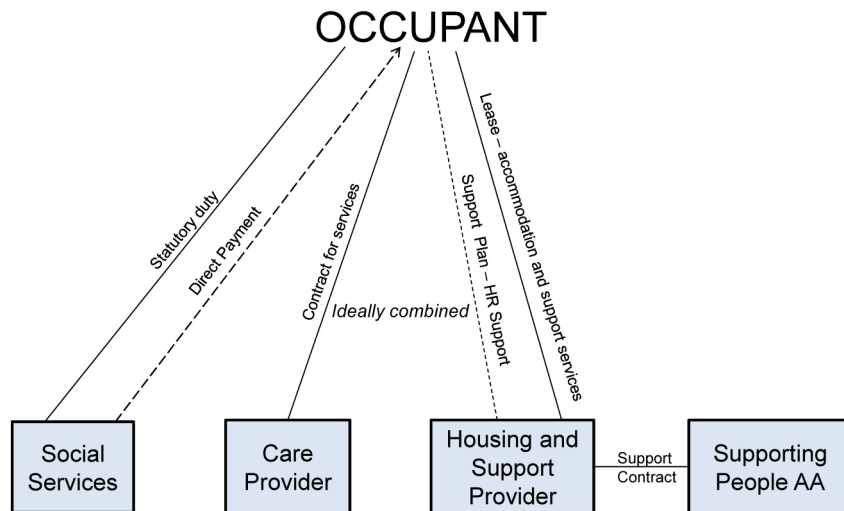 OCCUPANT
Statutory duty
Direct Payment
Contract for services
Ideally combined
Support Plan – HR Support
Lease – accommodation and support services
Social
Services
Care
Provider
Housing and
Support
Provider
Support
Contract
Supporting
People AA